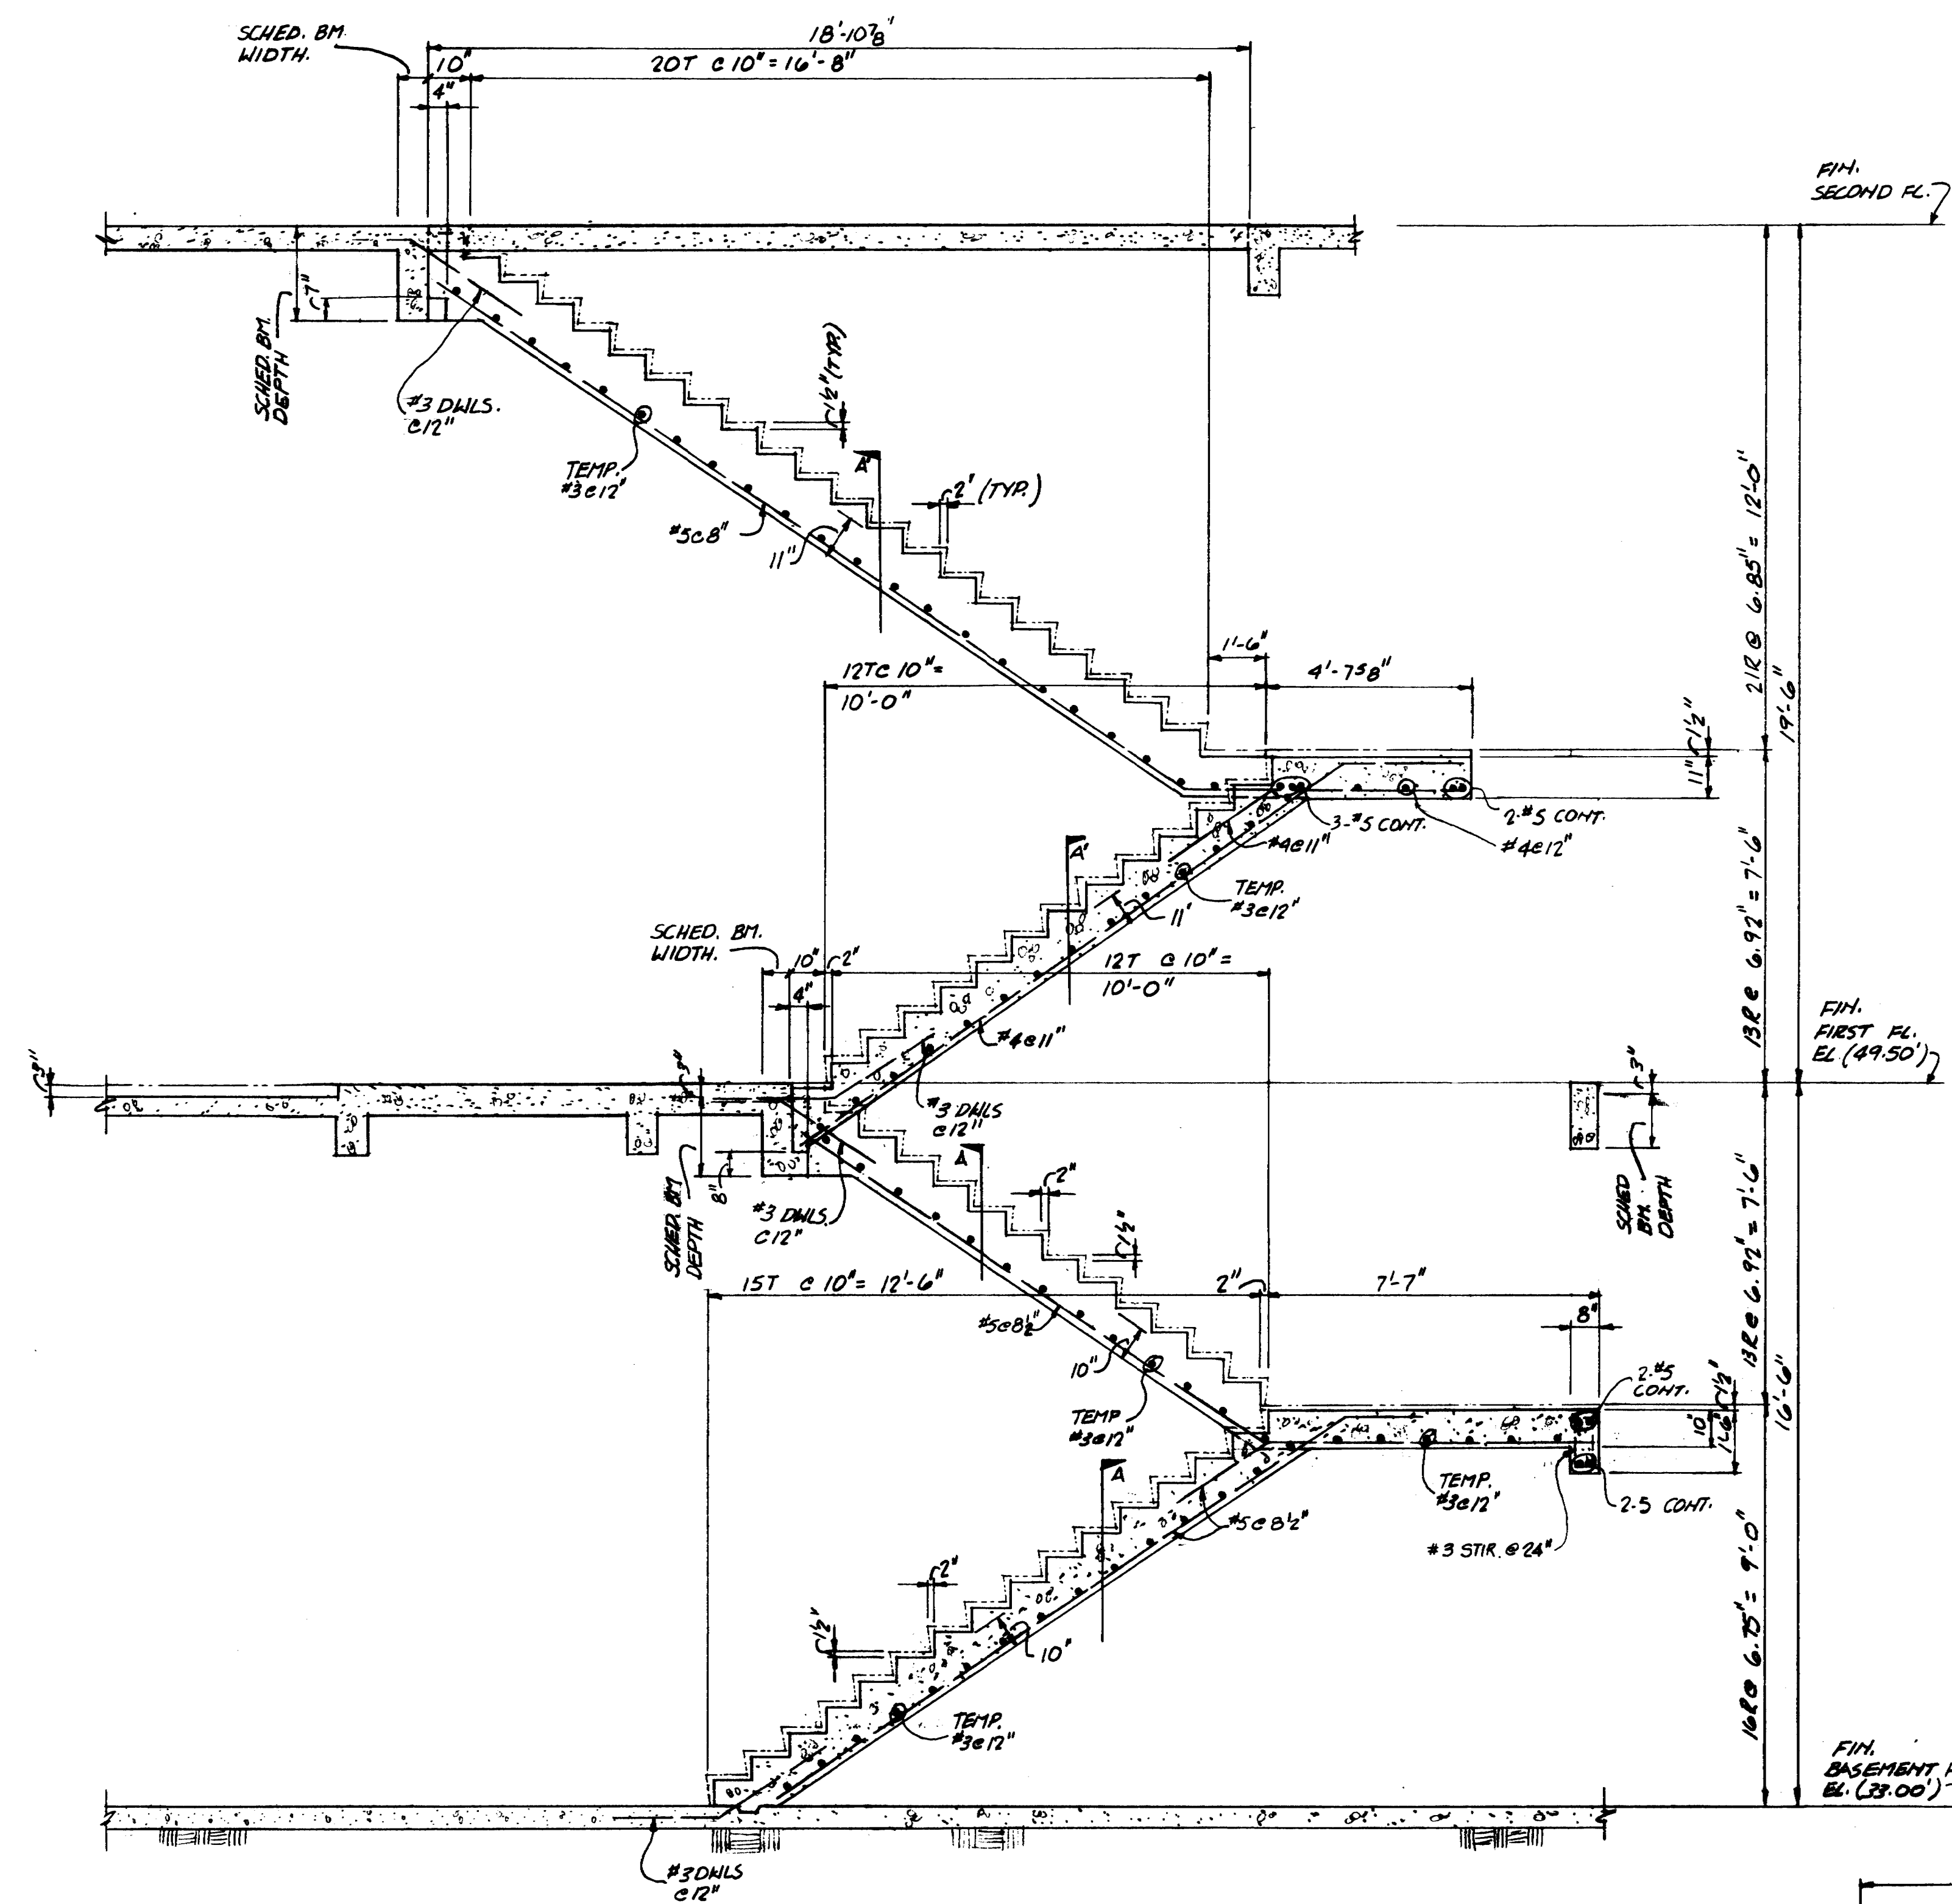 SCHED. BM.
WIDTH.
18'-10⅞"
10"
20T @ 10" = 16'-8"
4"
FIN.
SECOND FL.
7"
SCHED. BM.
DEPTH
#3 DWLS.
@12"
1½" (TYP.)
TEMP.
#3@12"
A'
2' (TYP.)
#5@8"
11"
21R@ 6.85" = 12'-0"
19'-6"
1'-6"
12T@ 10" =
10'-0"
4'-7⅝"
1½"
11"
2-#5 CONT.
3-#5 CONT.
#4@12"
#4@11"
A'
TEMP.
#3@12"
11'
13R@ 6.92" = 7'-6"
SCHED. BM.
WIDTH.
10"
2"
12T @ 10" =
10'-0"
4"
#4@11"
FIN.
FIRST FL.
EL (49.50')
3"
3"
3"
#3 DWLS
@12"
SCHED. BM
DEPTH
8"
#3 DWLS.
@12"
A
2"
1½"
SCHED
BM.
DEPTH
13R@ 6.92" = 7'-6"
16'-6"
15T @ 10" = 12'-6"
2"
7'-7"
8"
#5@8½"
10"
2-#5
CONT.
1½"
10"
1'-6"
TEMP
#3@12"
A
TEMP.
#3@12"
2-5 CONT.
#5@8½"
#3 STIR. @ 24"
2"
1½"
10"
16R@ 6.75" = 9'-0"
TEMP.
#3@12"
FIN.
BASEMENT
EL. (33.00')
#3 DWLS
@12"